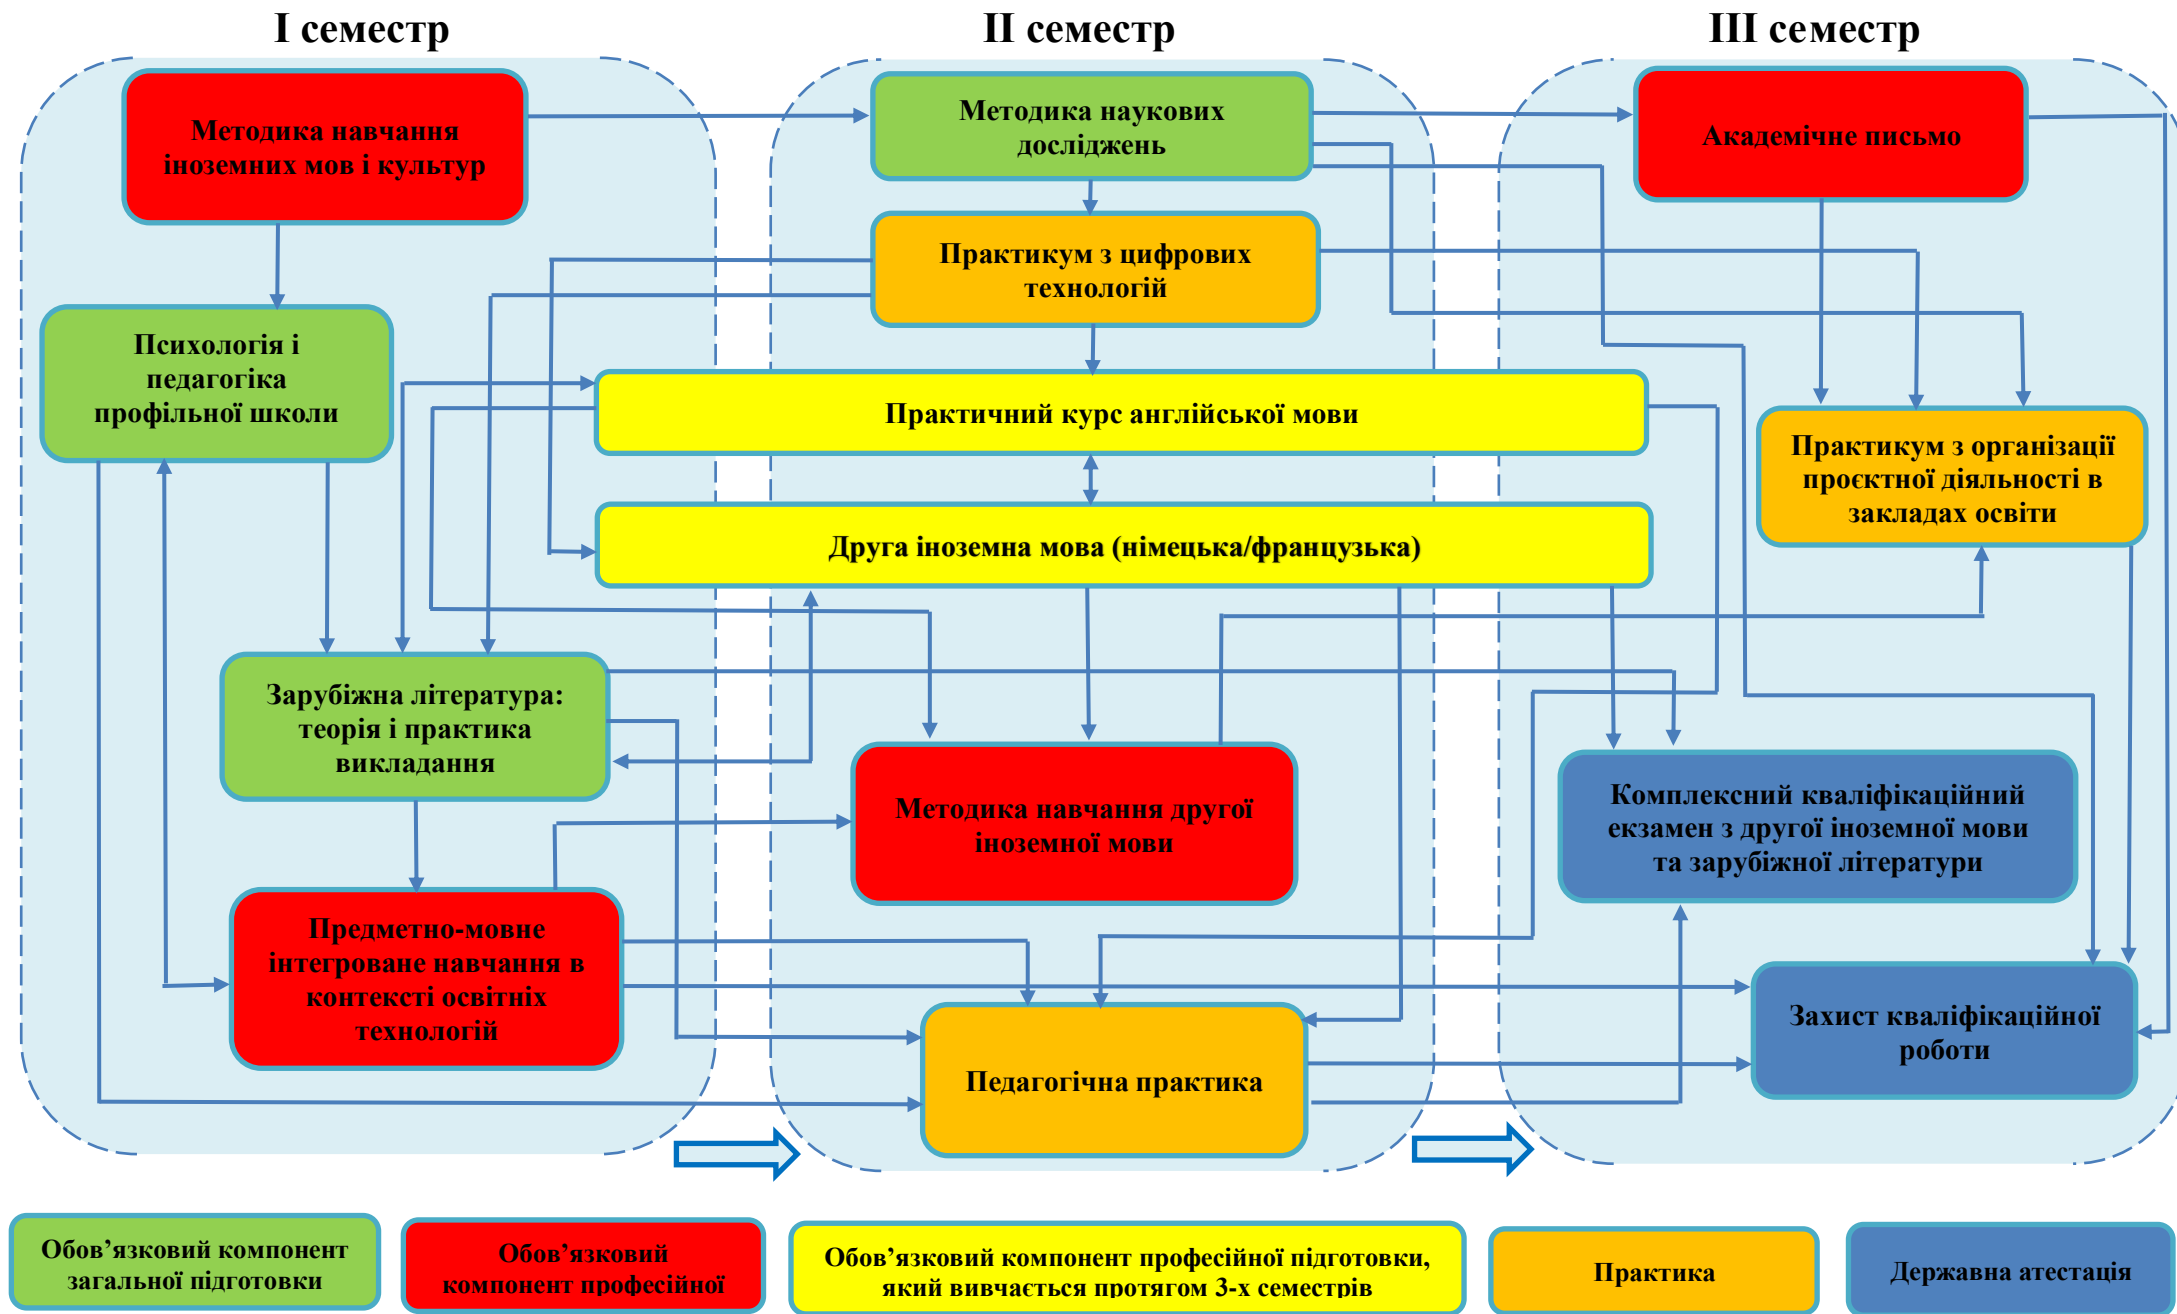 I семестр
II семестр
III семестр
Методика навчання
іноземних мов і культур
Методика наукових
досліджень
Академічне письмо
Практикум з цифрових
технологій
Психологія і
педагогіка
профільної школи
Практичний курс англійської мови
Практикум з організації
проєктної діяльності в
закладах освіти
Друга іноземна мова (німецька/французька)
Зарубіжна література:
теорія і практика
викладання
Методика навчання другої
іноземної мови
Комплексний кваліфікаційний
екзамен з другої іноземної мови
та зарубіжної літератури
Предметно-мовне
інтегроване навчання в
контексті освітніх
технологій
Захист кваліфікаційної
роботи
Педагогічна практика
Обов’язковий компонент
загальної підготовки
Обов’язковий
компонент професійної
Обов’язковий компонент професійної підготовки,
який вивчається протягом 3-х семестрів
Практика
Державна атестація